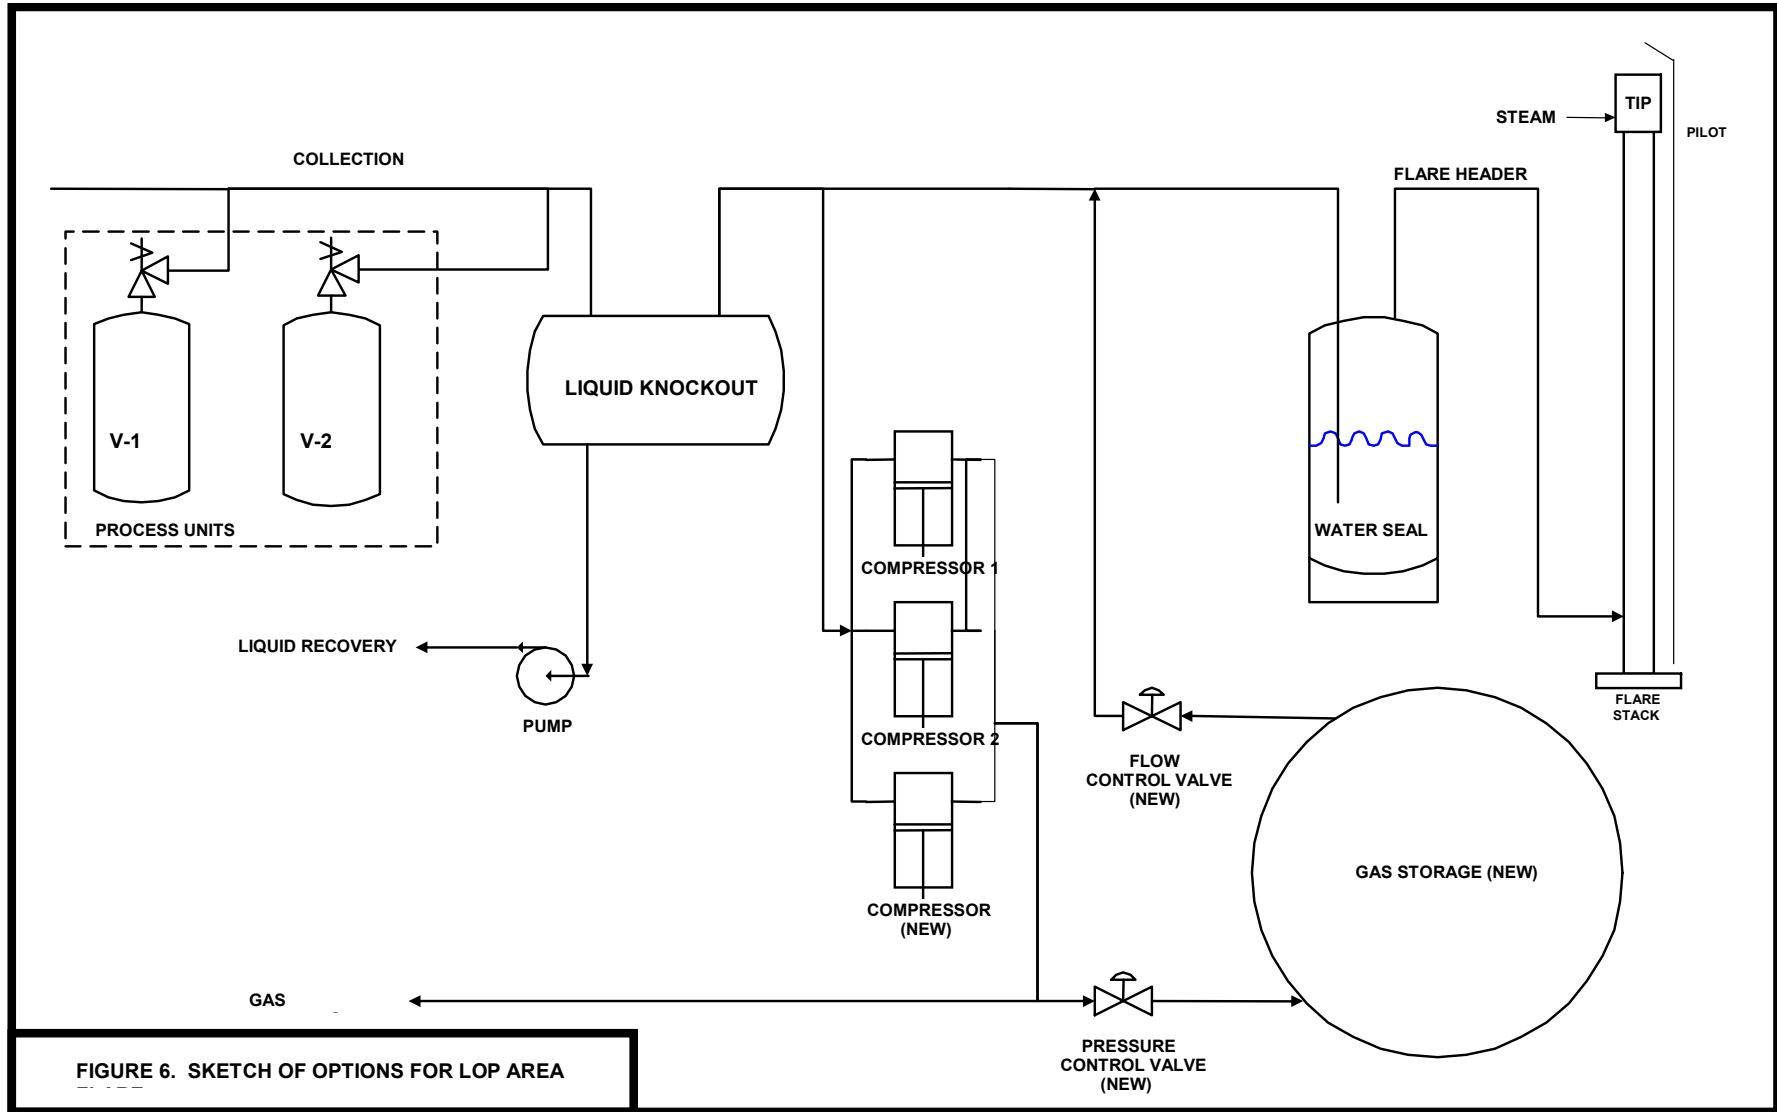 TIP
STEAM
PILOT
COLLECTION
FLARE HEADER
LIQUID KNOCKOUT
V-1
V-2
PROCESS UNITS
WATER SEAL
COMPRESSOR 1
LIQUID RECOVERY
PUMP
COMPRESSOR 2
FLARE
STACK
FLOW
CONTROL VALVE
(NEW)
GAS STORAGE (NEW)
COMPRESSOR
(NEW)
GAS
PRESSURE
CONTROL VALVE
(NEW)
FIGURE 6. SKETCH OF OPTIONS FOR LOP AREA